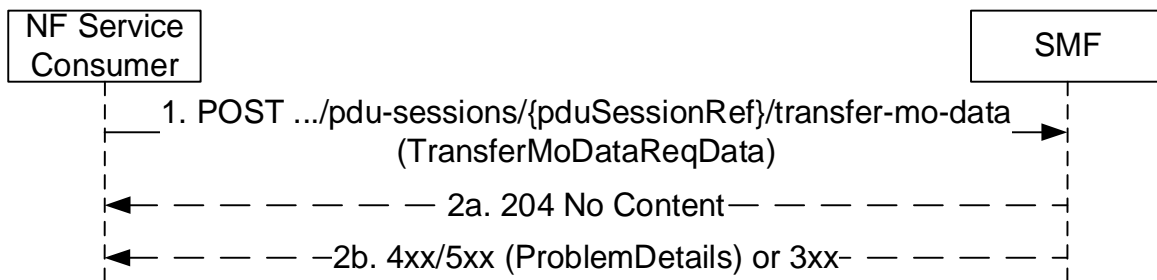 NF Service
Consumer
SMF
1. POST .../pdu-sessions/{pduSessionRef}/transfer-mo-data
(TransferMoDataReqData)
2a. 204 No Content
2b. 4xx/5xx (ProblemDetails) or 3xx